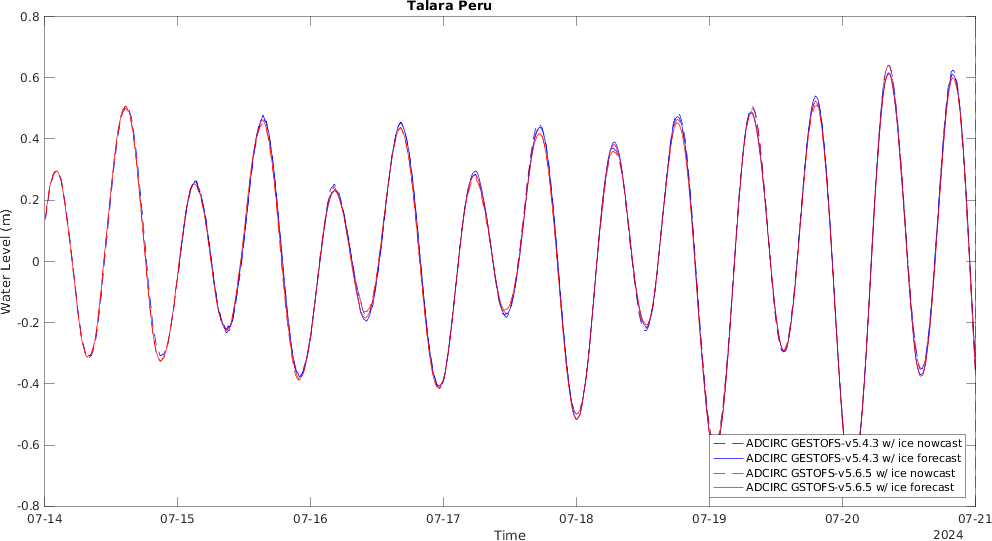 Talara Peru
Water Level (m)
0.8
0.6
0.4
0.2
0
-0.2
-0.4
-0.6
-0.8
ADCIRC GESTOFS-v5.4.3 w/ ice nowcast
ADCIRC GESTOFS-v5.4.3 w/ ice forecast
ADCIRC GSTOFS-v5.6.5 w/ ice nowcast
ADCIRC GSTOFS-v5.6.5 w/ ice forecast
07-14 07-15 07-16 07-17 07-18 07-19 07-20 07-21
Time
2024